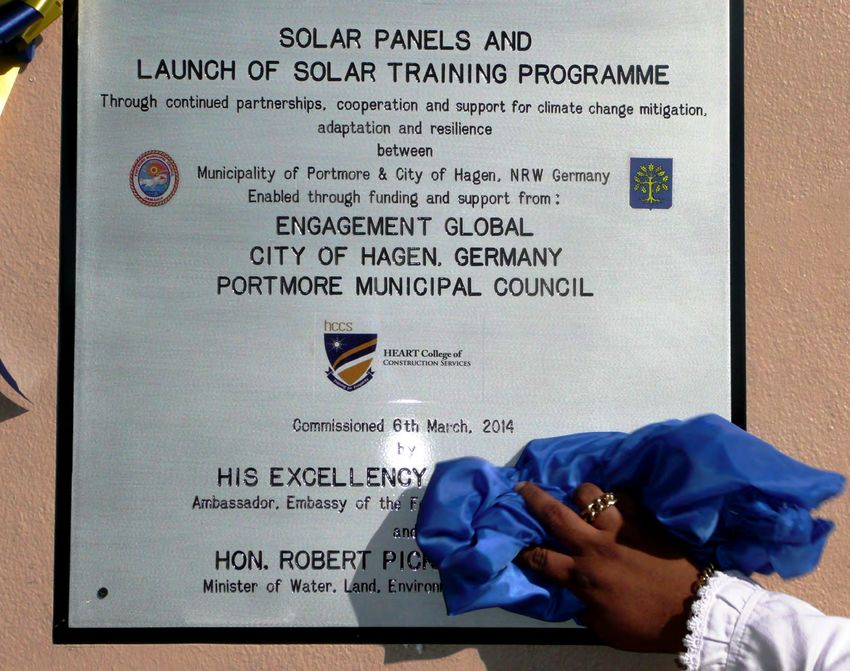 SOLAR PANELS AND
LAUNCH OF SOLAR TRAINING PROGRAMME
Through continued partnerships, cooperation and support for climate change mitigation,
adaptation and resilience
between
Municipality of Portmore & City of Hagen, NRW Germany
Enabled through funding and support from:
ENGAGEMENT GLOBAL
CITY OF HAGEN, GERMANY
PORTMORE MUNICIPAL COUNCIL
hccs
HEART College of
CONSTRUCTION SERVICES
Commissioned 6th March, 2014
by
HIS EXCELLENCY
Ambassador, Embassy of the
and
HON. ROBERT
Minister of Water, Land,